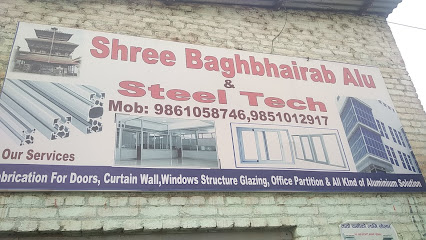 Shree Baghbhairab Alu
&
Steel Tech
Mob: 9861058746,9851012917
Our Services
abrication For Doors, Curtain Wall,Windows Structure Glazing, Office Partition & All Kind of Aluminium Solution